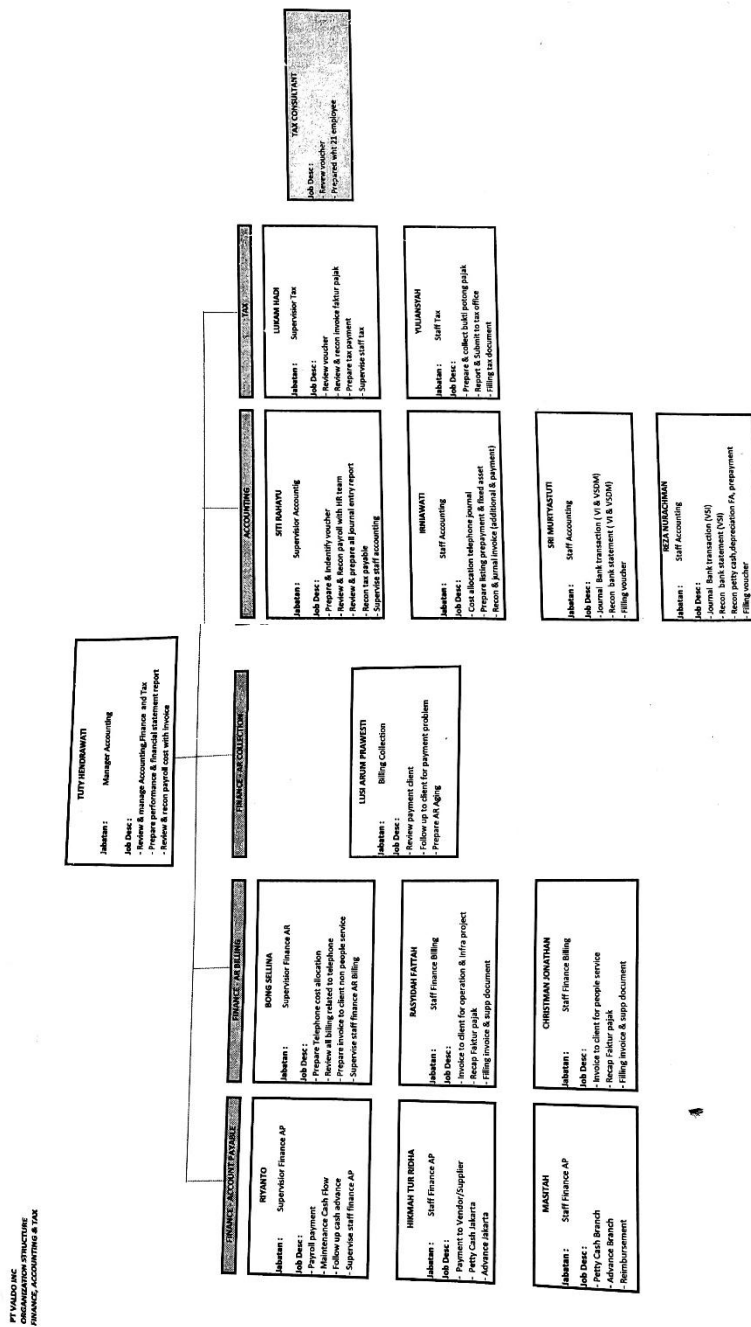 PT VALDO INC
ORGANIZATION STRUCTURE
FINANCE, ACCOUNTING & TAX
TUTY HENDRAWATI
Jabatan : Manager Accounting
Job Desc :
- Review & manage Accounting,Finance and Tax
- Prepare performance & financial statement report
- Review & recon payroll cost with invoice
FINANCE - ACCOUNT PAYABLE
RIYANTO
Jabatan : Supervisior Finance AP
Job Desc :
- Payroll payment
- Maintenance Cash Flow
- Follow up cash advance
- Supervise staff finance AP
HIKMAH TUR RIDHA
Jabatan : Staff Finance AP
Job Desc :
- Payment to Vendor/Supplier
- Petty Cash Jakarta
- Advance Jakarta
MASITAH
Jabatan : Staff Finance AP
Job Desc :
- Petty Cash Branch
- Advance Branch
- Reimbursement
FINANCE - AR BILLING
BONG SELLINA
Jabatan : Supervisior Finance AR
Job Desc :
- Prepare Telephone cost allocation
- Review all billing related to telephone
- Prepare invoice to client non people service
- Supervise staff finance AR Billing
RASYIDAH FATTAH
Jabatan : Staff Finance Billing
Job Desc :
- Invoice to client for operation & Infra project
- Recap Faktur pajak
- Filling invoice & supp document
CHRISTMAN JONATHAN
Jabatan : Staff Finance Billing
Job Desc :
- Invoice to client for people service
- Recap Faktur pajak
- Filling invoice & supp document
FINANCE - AR COLLECTION
LUSI ARUM PRAWESTI
Jabatan : Billing Collection
Job Desc :
- Review payment client
- Follow up to client for payment problem
- Prepare AR Aging
ACCOUNTING
SITI RAHAYU
Jabatan : Supervisior Accountig
Job Desc :
- Prepare & Indentify voucher
- Review & Recon payroll with HR team
- Review & prepare all journal entry report
- Recon tax payable
- Supervise staff accounting
IRNIAWATI
Jabatan : Staff Accounting
Job Desc :
- Cost allocation telephone journal
- Prepare listing prepayment & fixed asset
- Recon & jurnal invoice (additional & payment)
SRI MURTYASTUTI
Jabatan : Staff Accounting
Job Desc :
- Journal Bank transaction ( VI & VSDM)
- Recon bank statement ( VI & VSDM)
- Filling voucher
REZA NURACHMAN
Jabatan : Staff Accounting
Job Desc :
- Journal Bank transaction (VSI)
- Recon bank statement (VSI)
- Recon petty cash,depreciation FA, prepayment
- Filling voucher
TAX
LUKAM HADI
Jabatan : Supervisior Tax
Job Desc :
- Review voucher
- Review & recon invoice faktur pajak
- Prepare tax payment
- Supervise staff tax
YULIANSYAH
Jabatan : Staff Tax
Job Desc :
- Prepare & collect bukti potong pajak
- Report & Submit to tax office
- Filling tax document
TAX CONSULTANT
Job Desc :
- Revew voucher
- Prepared wht 21 employee